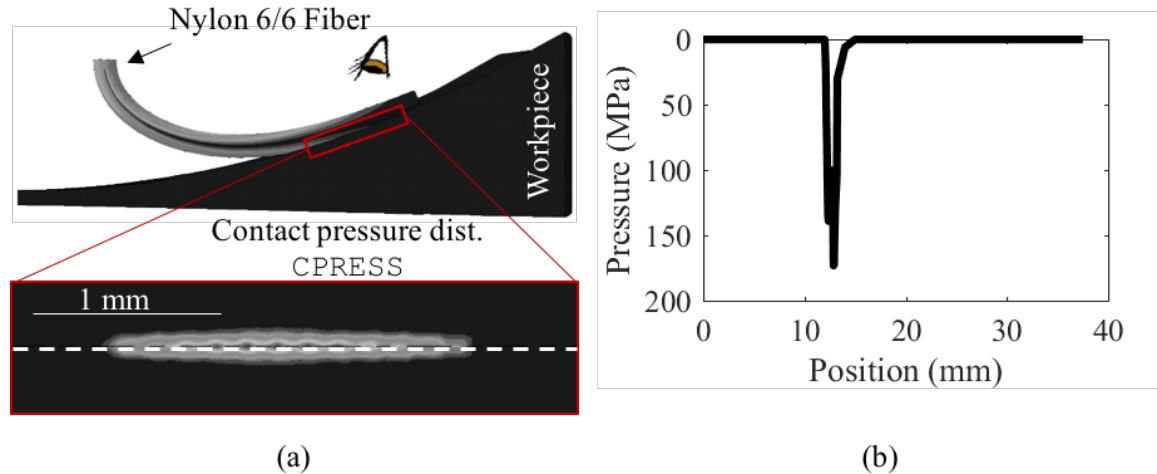 Nylon 6/6 Fiber
Workpiece
Contact pressure dist.
CPRESS
1 mm
(a)
0
50
100
150
200
Pressure (MPa)
0 10 20 30 40
Position (mm)
(b)